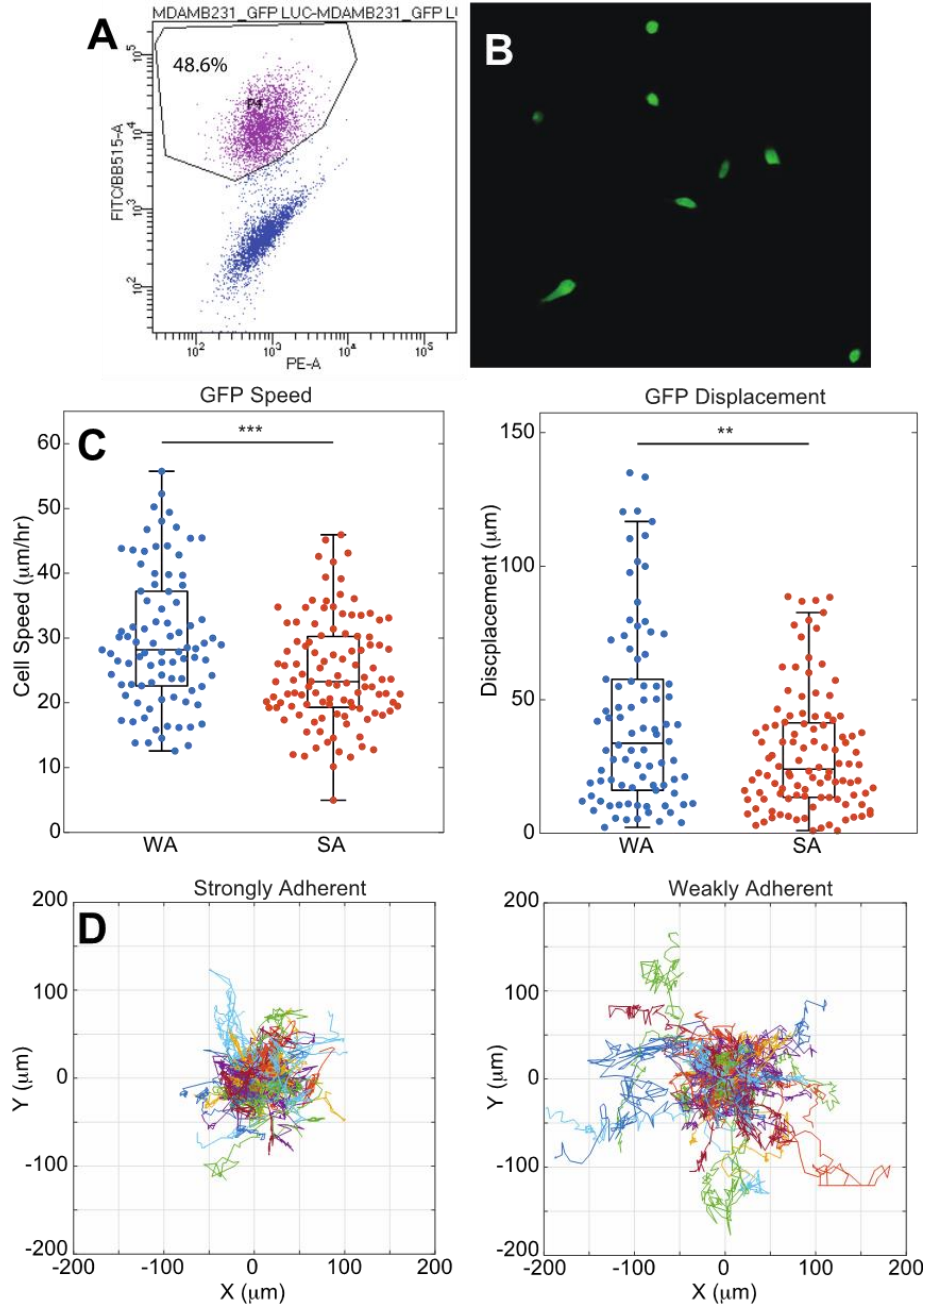 MDAMB231_GFP LUC-MDAMB231_GFP
A
48.6%
P4
FITC/BB515-A
10^5
10^4
10^3
10^2
10^2 10^3 10^4 10^5
PE-A
B
C
GFP Speed
***
Cell Speed (μm/hr)
60
50
40
30
20
10
0
WA SA
GFP Displacement
**
Discplacement (μm)
150
100
50
0
WA SA
D
Strongly Adherent
Y (μm)
200
100
0
-100
-200
-200 -100 0 100 200
X (μm)
Weakly Adherent
Y (μm)
200
100
0
-100
-200
-200 -100 0 100 200
X (μm)